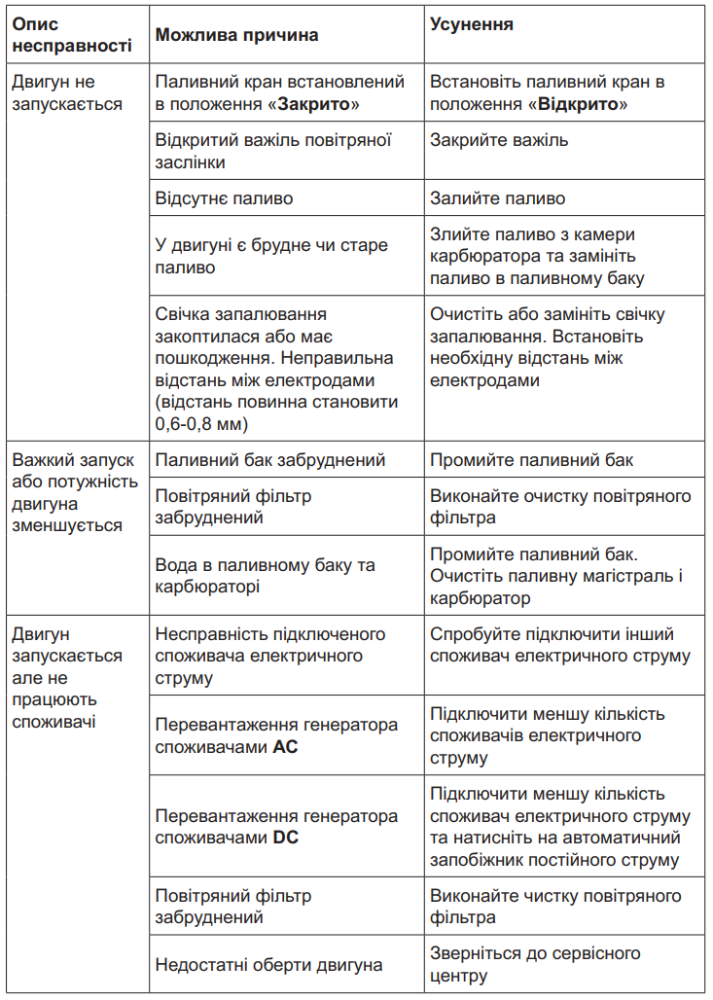 Опис
несправності
Можлива причина
Усунення
Двигун не
запускається
Паливний кран встановлений
в положення «Закрито»
Встановіть паливний кран в
положення «Відкрито»
Відкритий важіль повітряної
заслінки
Закрийте важіль
Відсутнє паливо
Залийте паливо
У двигуні є брудне чи старе
паливо
Злийте паливо з камери
карбюратора та замініть
паливо в паливному баку
Свічка запалювання
закоптилася або має
пошкодження. Неправильна
відстань між електродами
(відстань повинна становити
0,6-0,8 мм)
Очистіть або замініть свічку
запалювання. Встановіть
необхідну відстань між
електродами
Важкий запуск
або потужність
двигуна
зменшується
Паливний бак забруднений
Промийте паливний бак
Повітряний фільтр
забруднений
Виконайте очистку повітряного
фільтра
Вода в паливному баку та
карбюраторі
Промийте паливний бак.
Очистіть паливну магістраль і
карбюратор
Двигун
запускається
але не
працюють
споживачі
Несправність підключеного
споживача електричного
струму
Спробуйте підключити інший
споживач електричного струму
Перевантаження генератора
споживачами AC
Підключити меншу кількість
споживачів електричного
струму
Перевантаження генератора
споживачами DC
Підключити меншу кількість
споживач електричного струму
та натисніть на автоматичний
запобіжник постійного струму
Повітряний фільтр
забруднений
Виконайте чистку повітряного
фільтра
Недостатні оберти двигуна
Зверніться до сервісного
центру